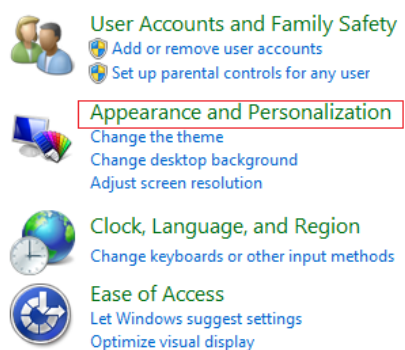 User Accounts and Family Safety
Add or remove user accounts
Set up parental controls for any user
Appearance and Personalization
Change the theme
Change desktop background
Adjust screen resolution
Clock, Language, and Region
Change keyboards or other input methods
Ease of Access
Let Windows suggest settings
Optimize visual display